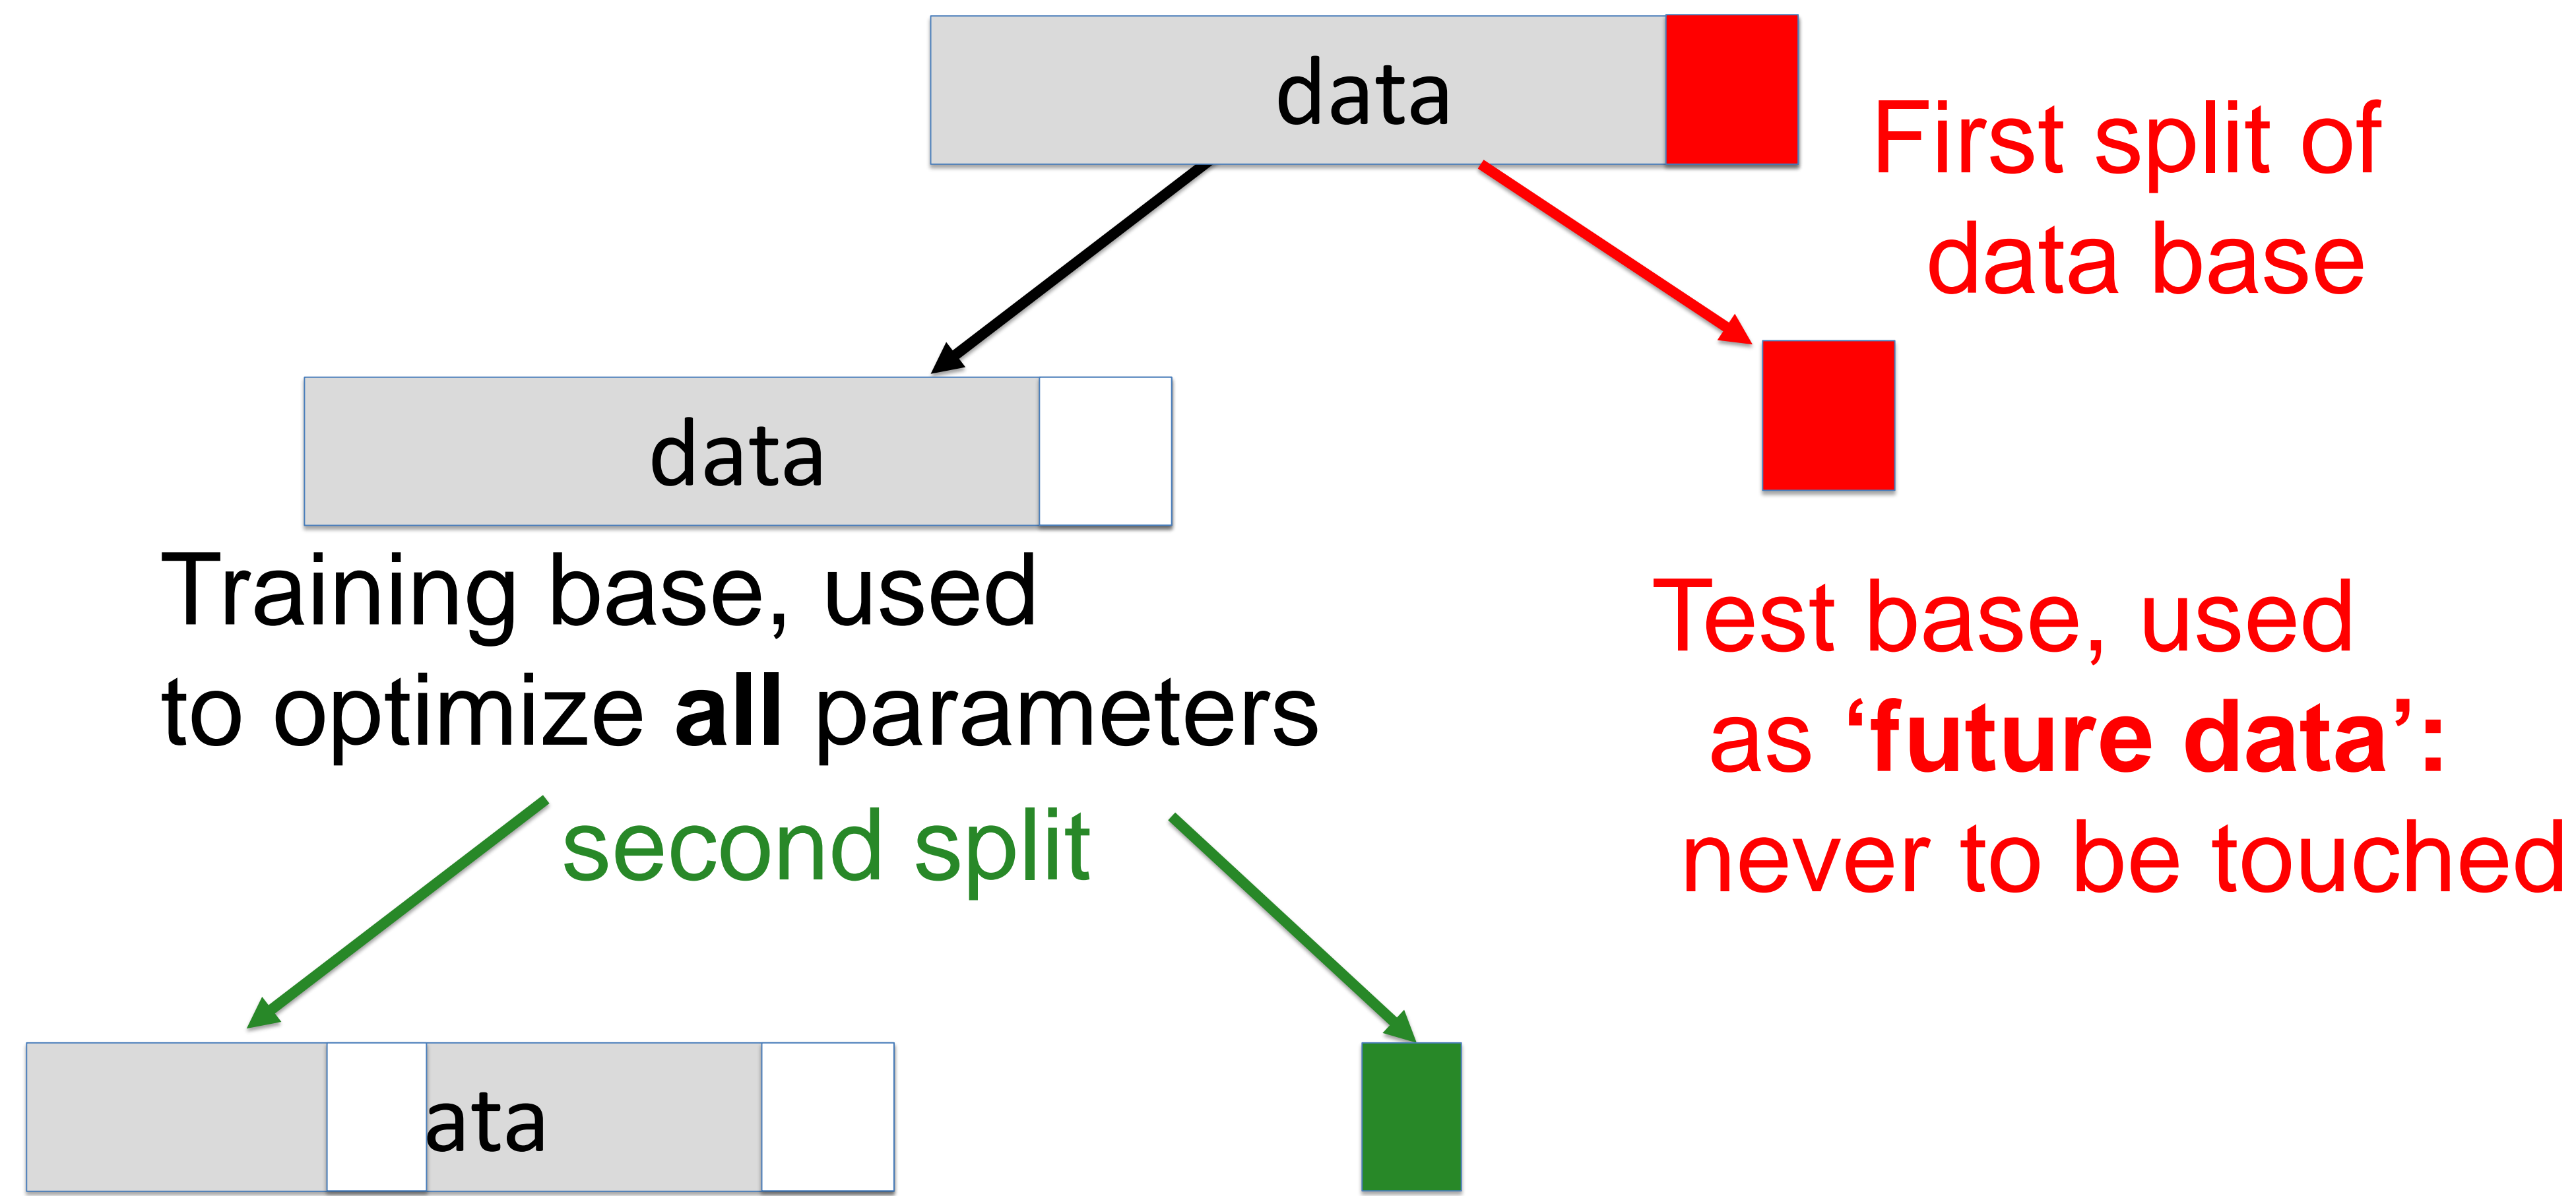 data
First split of
data base
data
Training base, used
to optimize all parameters
Test base, used
as ‘future data’:
never to be touched
second split
ata